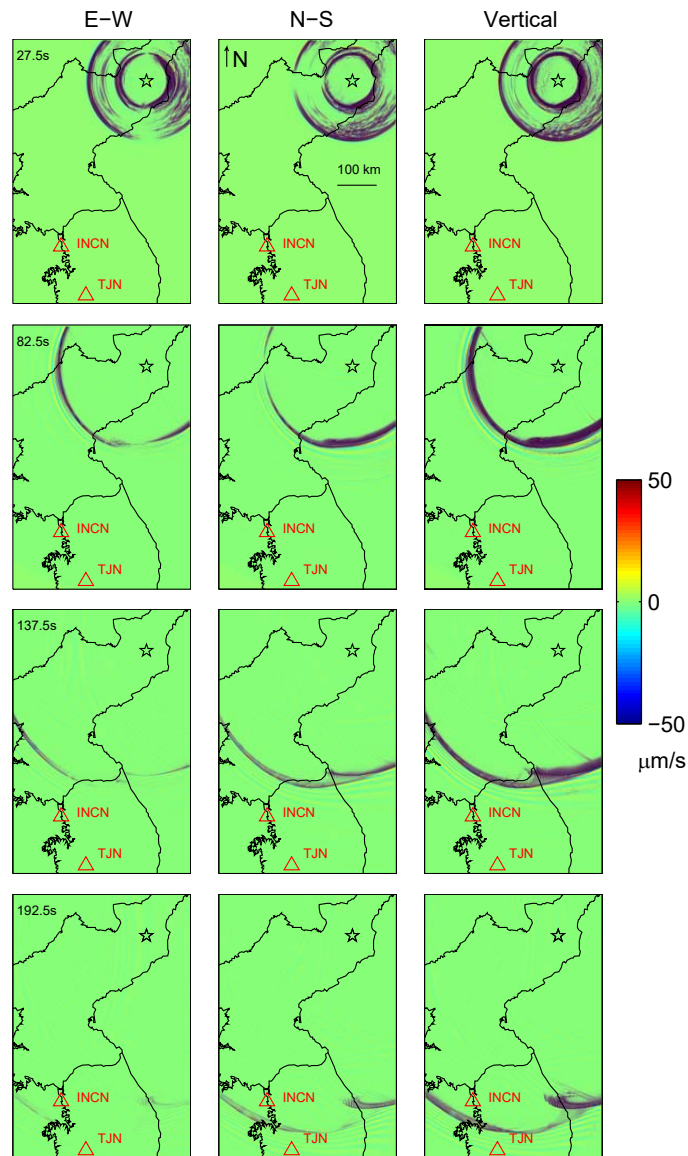 E−W N−S Vertical
27.5s
N
100 km
INCN INCN INCN
TJN TJN TJN
82.5s
INCN INCN INCN
TJN TJN TJN
50
0
−50
μm/s
137.5s
INCN INCN INCN
TJN TJN TJN
192.5s
INCN INCN INCN
TJN TJN TJN